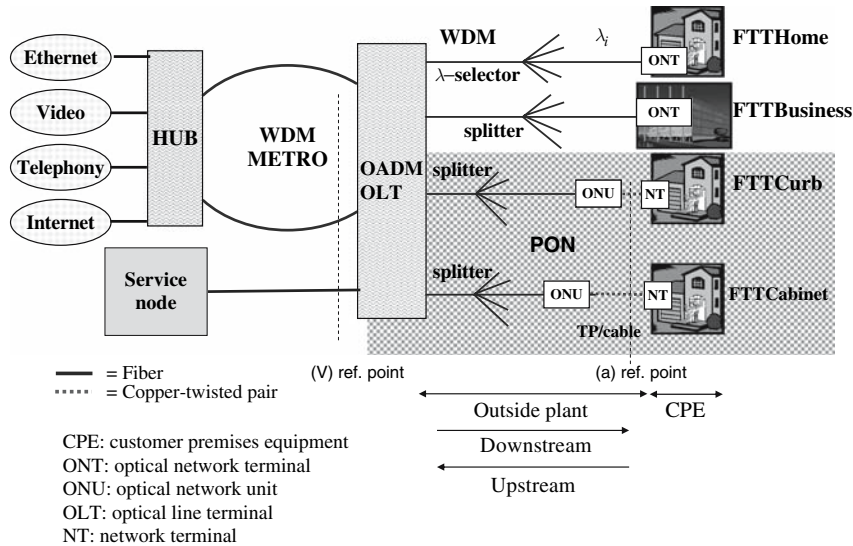 WDM
λi
FTTHome
Ethernet
ONT
λ–selector
Video
ONT
FTTBusiness
HUB
WDM
METRO
splitter
Telephony
OADM
OLT
splitter
ONU
NT
FTTCurb
Internet
PON
Service
node
splitter
ONU
NT
FTTCabinet
TP/cable
= Fiber
(V) ref. point
(a) ref. point
= Copper-twisted pair
Outside plant
CPE
CPE: customer premises equipment
Downstream
ONT: optical network terminal
ONU: optical network unit
Upstream
OLT: optical line terminal
NT: network terminal